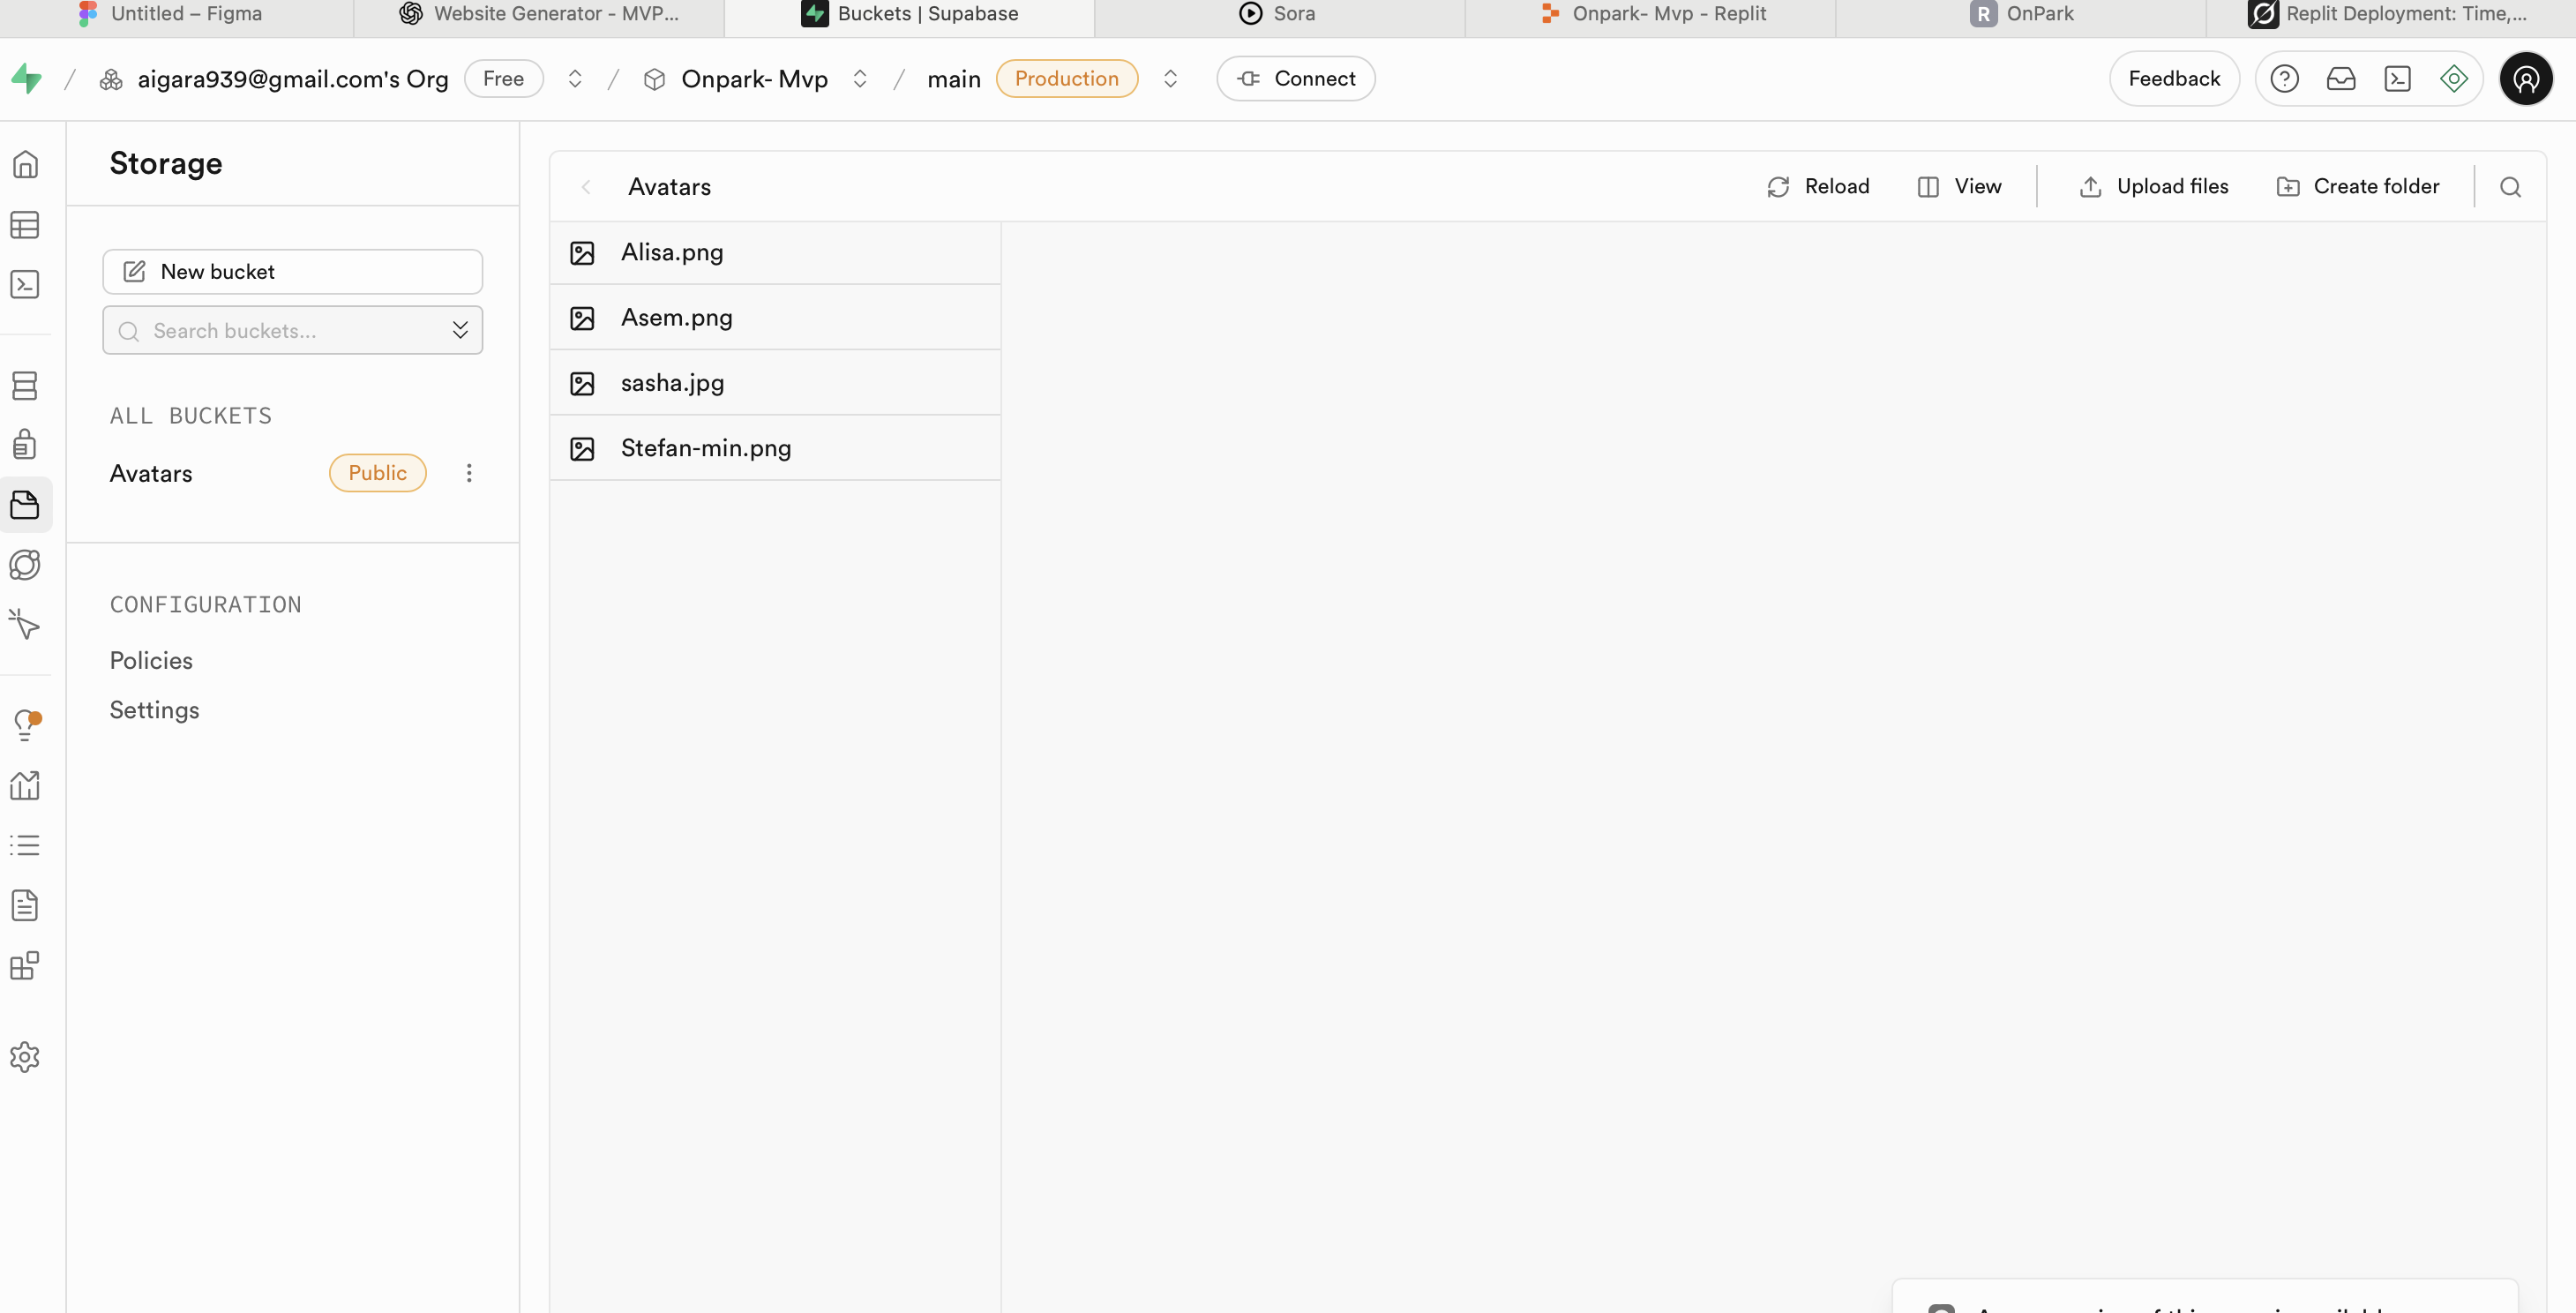 Untitled – Figma
Website Generator - MVP...
Buckets | Supabase
Sora
Onpark- Mvp - Replit
R OnPark
Replit Deployment: Time,...
/ aigara939@gmail.com's Org Free / Onpark- Mvp / main Production Connect
Feedback
Storage
New bucket
Search buckets...
ALL BUCKETS
Avatars Public
CONFIGURATION
Policies
Settings
Avatars
Reload View Upload files Create folder
Alisa.png
Asem.png
sasha.jpg
Stefan-min.png